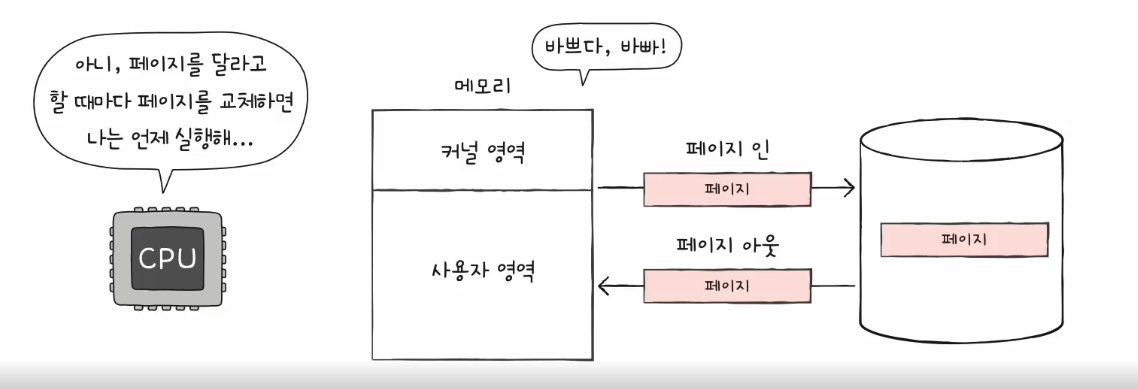 아니, 페이지를 달라고
할 때마다 페이지를 교체하면
나는 언제 실행해...
CPU
바쁘다, 바빠!
메모리
커널 영역
사용자 영역
페이지 인
페이지
페이지 아웃
페이지
페이지